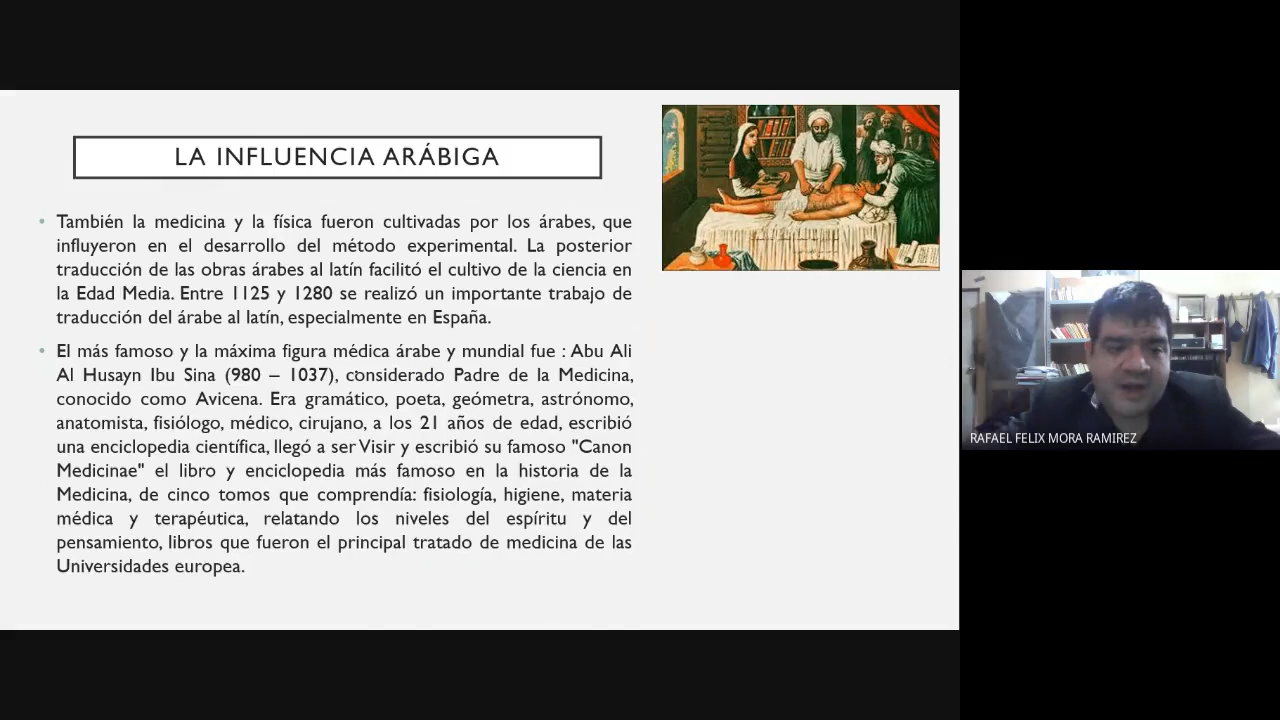 LA INFLUENCIA ARÁBIGA
• También la medicina y la física fueron cultivadas por los árabes, que
influyeron en el desarrollo del método experimental. La posterior
traducción de las obras árabes al latín facilitó el cultivo de la ciencia en
la Edad Media. Entre 1125 y 1280 se realizó un importante trabajo de
traducción del árabe al latín, especialmente en España.
• El más famoso y la máxima figura médica árabe y mundial fue : Abu Ali
Al Husayn Ibu Sina (980 – 1037), considerado Padre de la Medicina,
conocido como Avicena. Era gramático, poeta, geómetra, astrónomo,
anatomista, fisiólogo, médico, cirujano, a los 21 años de edad, escribió
una enciclopedia científica, llegó a ser Visir y escribió su famoso "Canon
Medicinae" el libro y enciclopedia más famoso en la historia de la
Medicina, de cinco tomos que comprendía: fisiología, higiene, materia
médica y terapéutica, relatando los niveles del espíritu y del
pensamiento, libros que fueron el principal tratado de medicina de las
Universidades europea.
RAFAEL FELIX MORA RAMIREZ